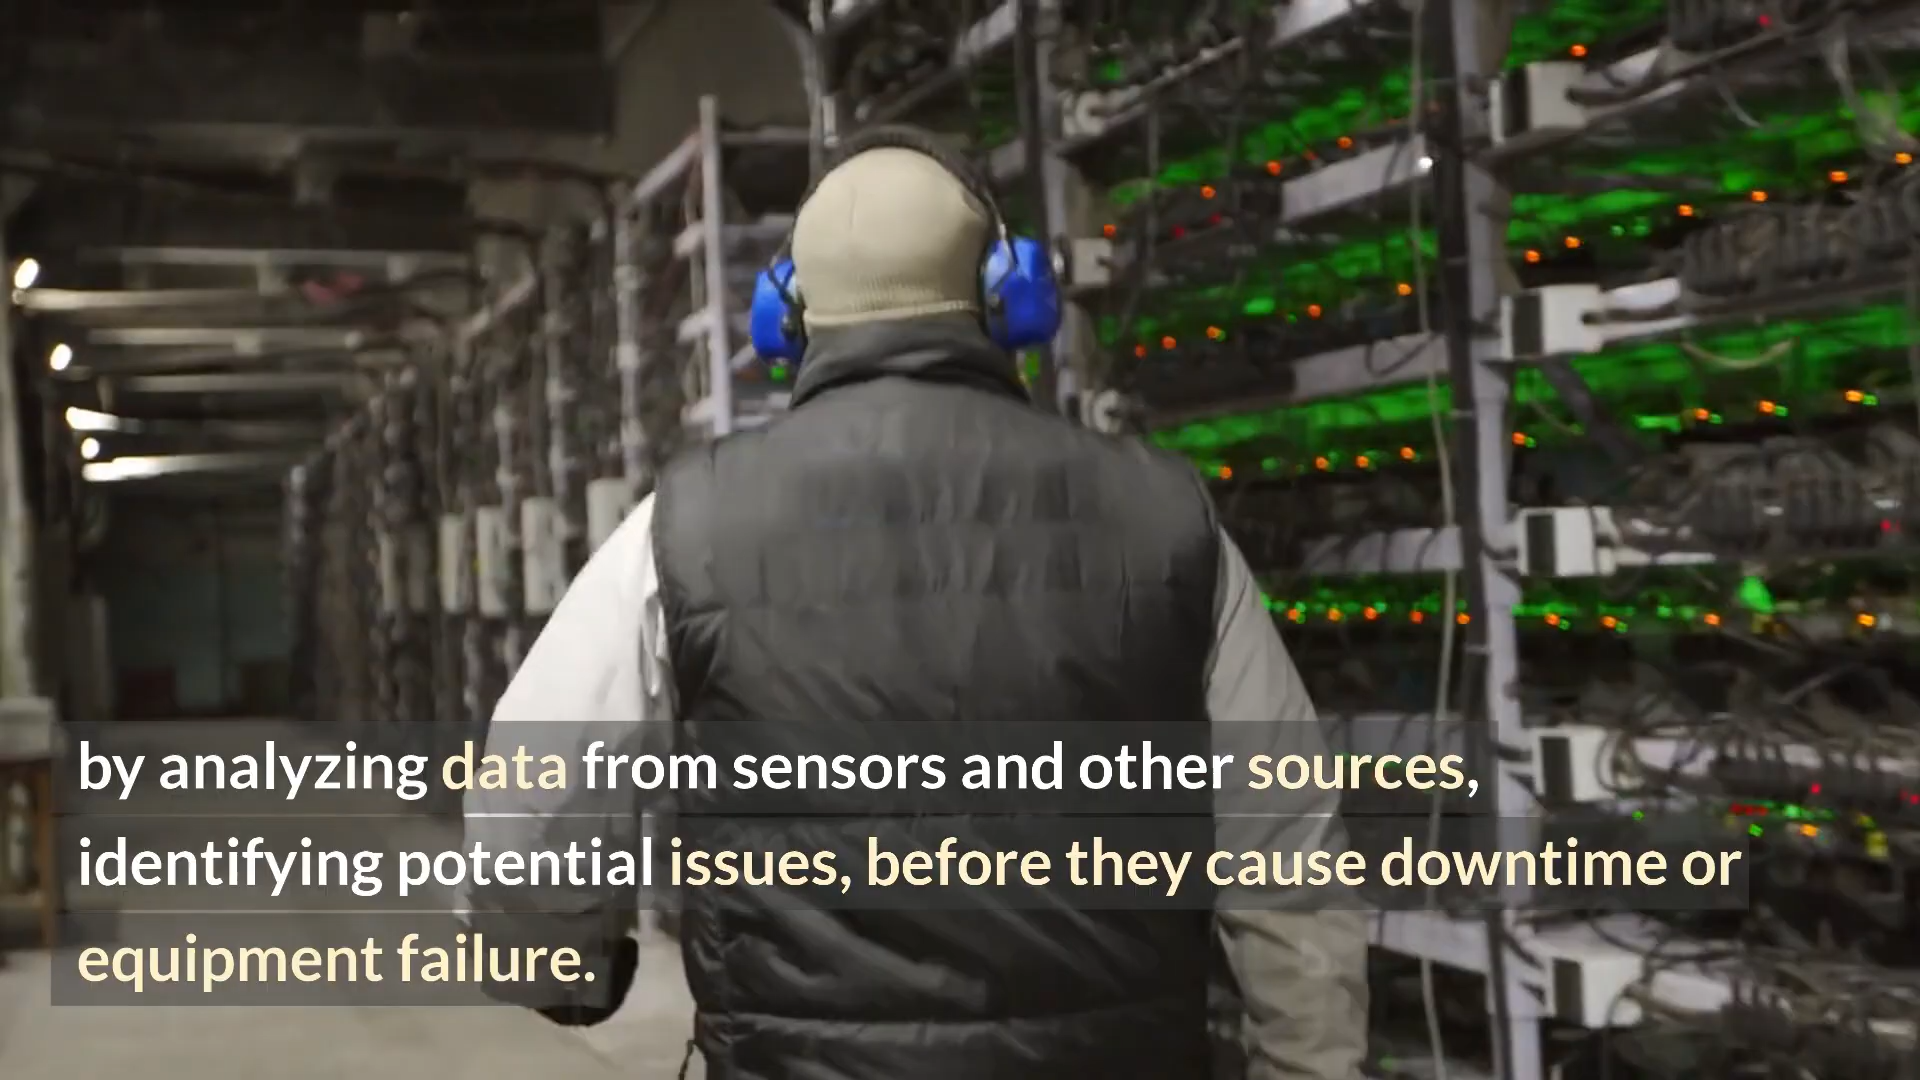 by analyzing data from sensors and other sources,
identifying potential issues, before they cause downtime or
equipment failure.